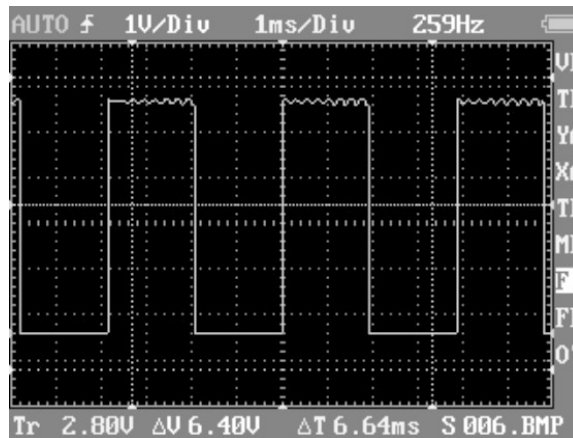 AUTO 1V/Div 1ms/Div 259Hz
Tr 2.80V ΔV 6.40V ΔT 6.64ms S 006.BMP